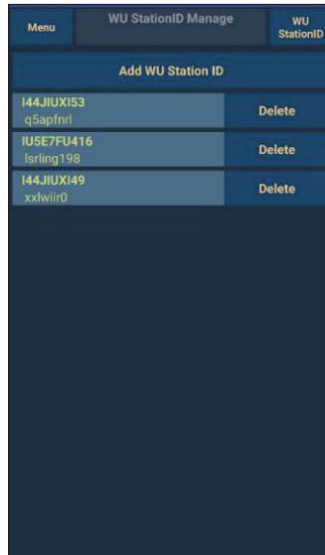 Menu
WU StationID Manage
WU
StationID
Add WU Station ID
I44JIUXI53
q5apfnrl
Delete
IU5E7FU416
lsrling198
Delete
I44JIUXI49
xxlwiir0
Delete